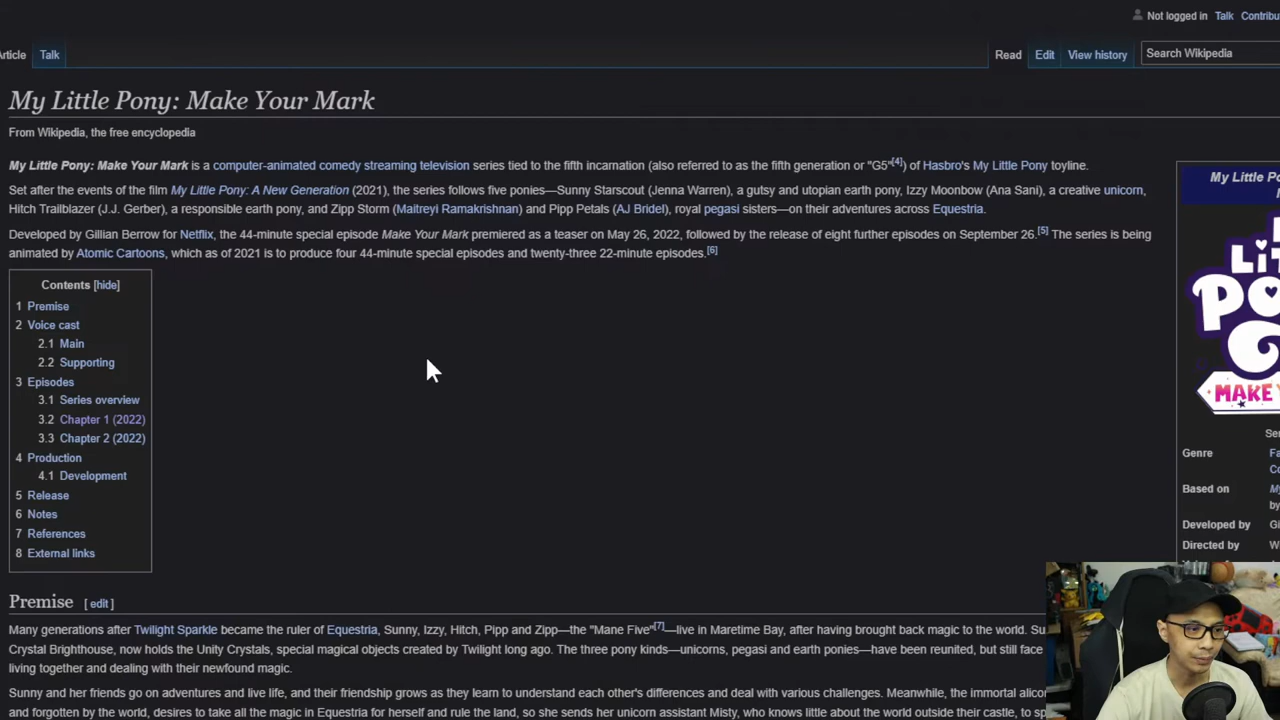 Not logged in Talk
Article Talk Read Edit View history Search Wikipedia
My Little Pony: Make Your Mark
From Wikipedia, the free encyclopedia
My Little Pony: Make Your Mark is a computer-animated comedy streaming television series tied to the fifth incarnation (also referred to as the fifth generation or "G5"[4]) of Hasbro's My Little Pony toyline.
Set after the events of the film My Little Pony: A New Generation (2021), the series follows five ponies—Sunny Starscout (Jenna Warren), a gutsy and utopian earth pony, Izzy Moonbow (Ana Sani), a creative unicorn,
Hitch Trailblazer (J.J. Gerber), a responsible earth pony, and Zipp Storm (Maitreyi Ramakrishnan) and Pipp Petals (AJ Bridel), royal pegasi sisters—on their adventures across Equestria.
Developed by Gillian Berrow for Netflix, the 44-minute special episode Make Your Mark premiered as a teaser on May 26, 2022, followed by the release of eight further episodes on September 26.[5] The series is being
animated by Atomic Cartoons, which as of 2021 is to produce four 44-minute special episodes and twenty-three 22-minute episodes.[6]
Contents [hide]
1 Premise
2 Voice cast
2.1 Main
2.2 Supporting
3 Episodes
3.1 Series overview
3.2 Chapter 1 (2022)
3.3 Chapter 2 (2022)
4 Production
4.1 Development
5 Release
6 Notes
7 References
8 External links
My Little
Genre
Based on
Developed by
Directed by
Premise [ edit ]
Many generations after Twilight Sparkle became the ruler of Equestria, Sunny, Izzy, Hitch, Pipp and Zipp—the "Mane Five"[7]—live in Maretime Bay, after having brought back magic to the world.
Crystal Brighthouse, now holds the Unity Crystals, special magical objects created by Twilight long ago. The three pony kinds—unicorns, pegasi and earth ponies—have been reunited, but still face
living together and dealing with their newfound magic.
Sunny and her friends go on adventures and live life, and their friendship grows as they learn to understand each other's differences and deal with various challenges. Meanwhile, the immortal
and forgotten by the world, desires to take all the magic in Equestria for herself and rule the land, so she sends her unicorn assistant Misty, who knows little about the world outside their castle, to